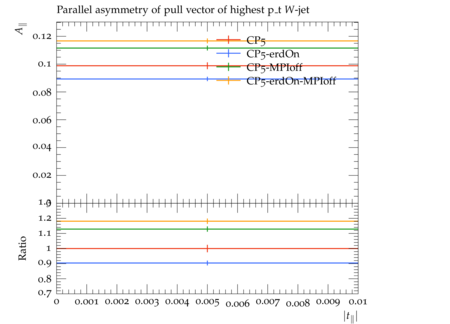 Parallel asymmetry of pull vector of highest p_t W-jet
A∥
0.12
0.1
0.08
0.06
0.04
0.02
CP5
CP5-erdOn
CP5-MPIoff
CP5-erdOn-MPIoff
1.2
1.1
1
0.9
0.8
0.7
Ratio
0 0.001 0.002 0.003 0.004 0.005 0.006 0.007 0.008 0.009 0.01
|t∥|